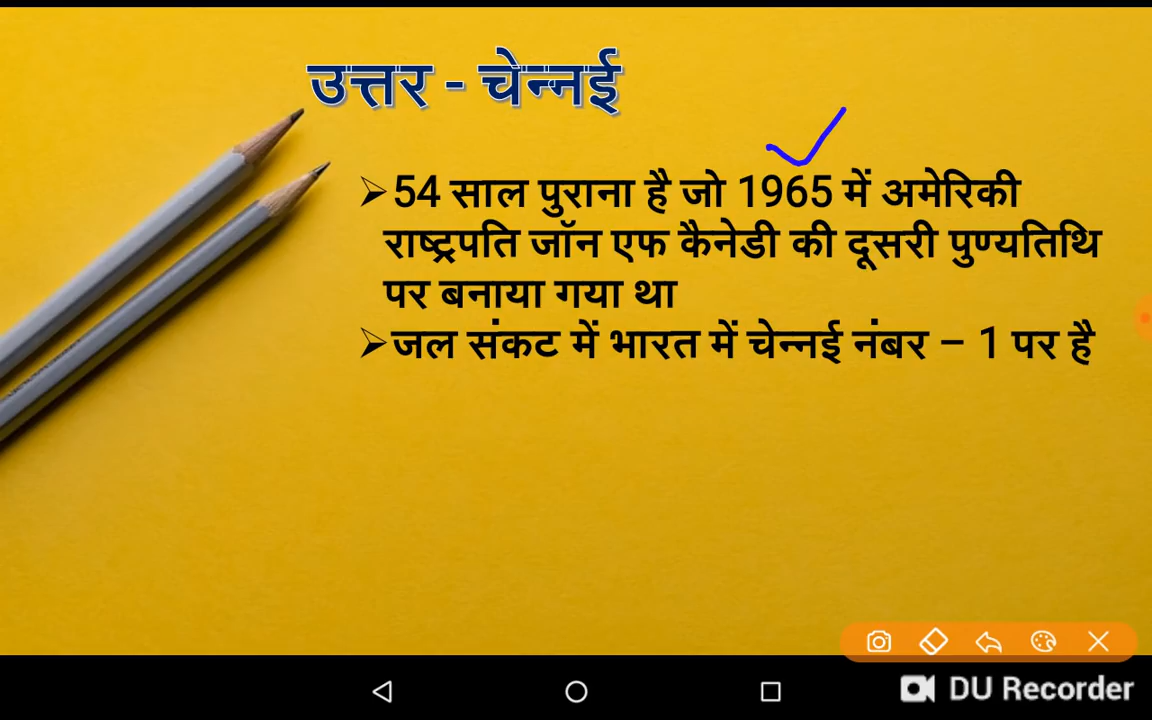 उत्तर - चेन्नई
➢54 साल पुराना है जो 1965 में अमेरिकी
राष्ट्रपति जॉन एफ कैनेडी की दूसरी पुण्यतिथि
पर बनाया गया था
➢जल संकट में भारत में चेन्नई नंबर – 1 पर है
DU Recorder